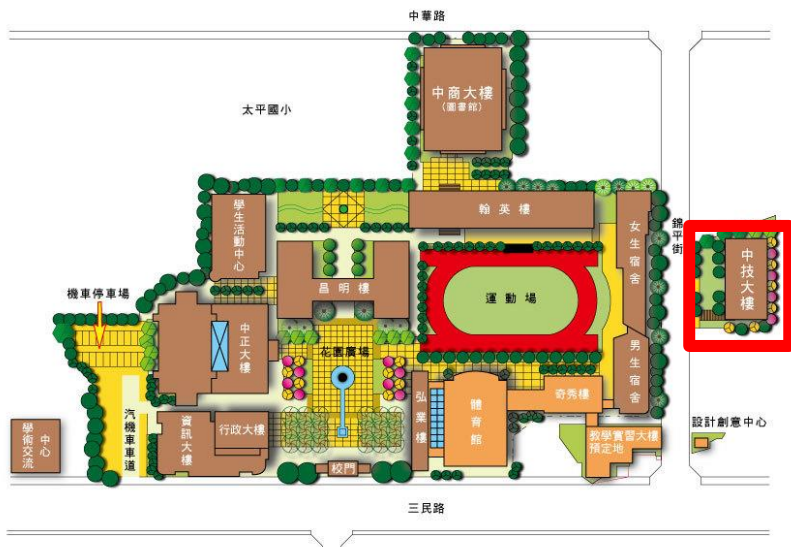 中華路
太平國小
中商大樓
(圖書館)
學生活動中心
翰英樓
女生宿舍
錦平街
中技大樓
昌明樓
運動場
機車停車場
中正大樓
花園廣場
男生宿舍
弘業樓
體育館
奇秀樓
設計創意中心
學術交流
中心
汽機車車道
資訊大樓
行政大樓
教學實習大樓
預定地
校門
三民路